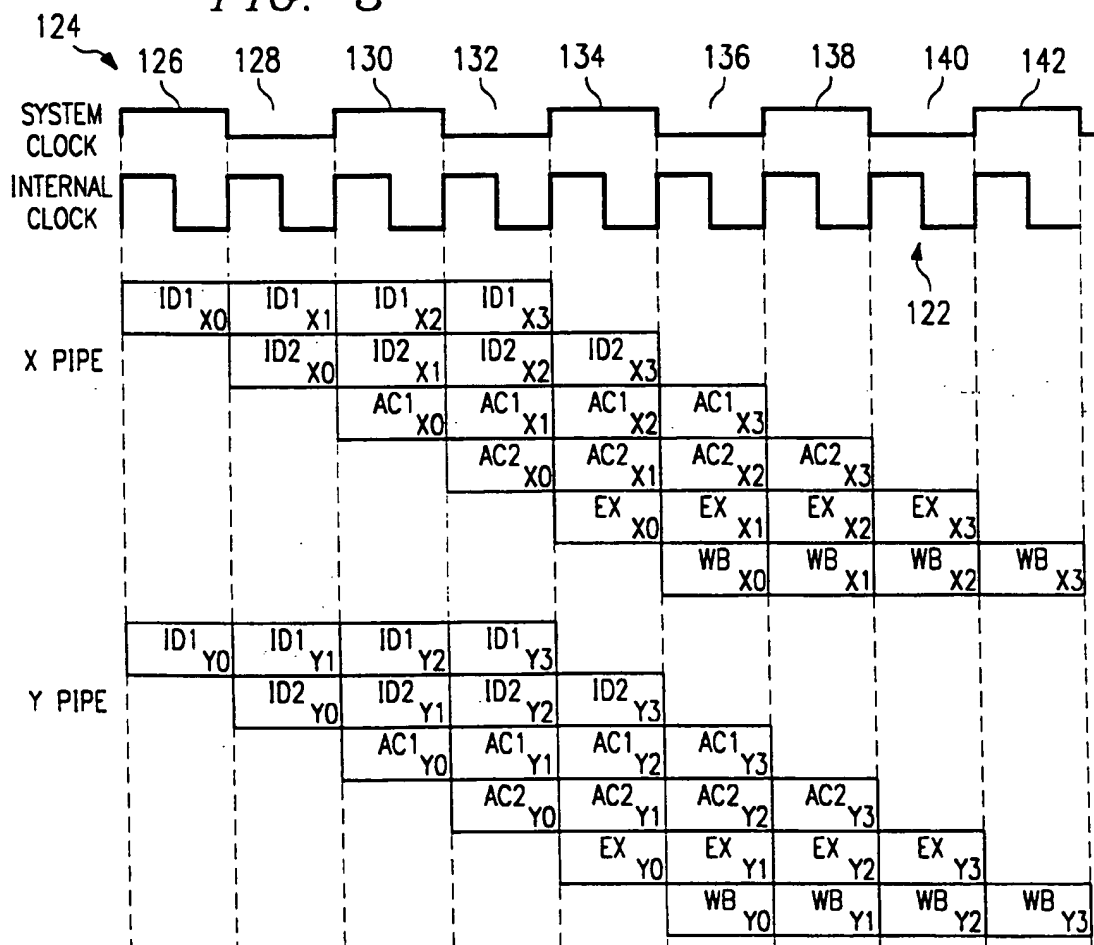 FIG. 3
124
126 128 130 132 134 136 138 140 142
SYSTEM
CLOCK
INTERNAL
CLOCK
122
ID1 X0 ID1 X1 ID1 X2 ID1 X3
X PIPE
ID2 X0 ID2 X1 ID2 X2 ID2 X3
AC1 X0 AC1 X1 AC1 X2 AC1 X3
AC2 X0 AC2 X1 AC2 X2 AC2 X3
EX X0 EX X1 EX X2 EX X3
WB X0 WB X1 WB X2 WB X3
ID1 Y0 ID1 Y1 ID1 Y2 ID1 Y3
Y PIPE
ID2 Y0 ID2 Y1 ID2 Y2 ID2 Y3
AC1 Y0 AC1 Y1 AC1 Y2 AC1 Y3
AC2 Y0 AC2 Y1 AC2 Y2 AC2 Y3
EX Y0 EX Y1 EX Y2 EX Y3
WB Y0 WB Y1 WB Y2 WB Y3